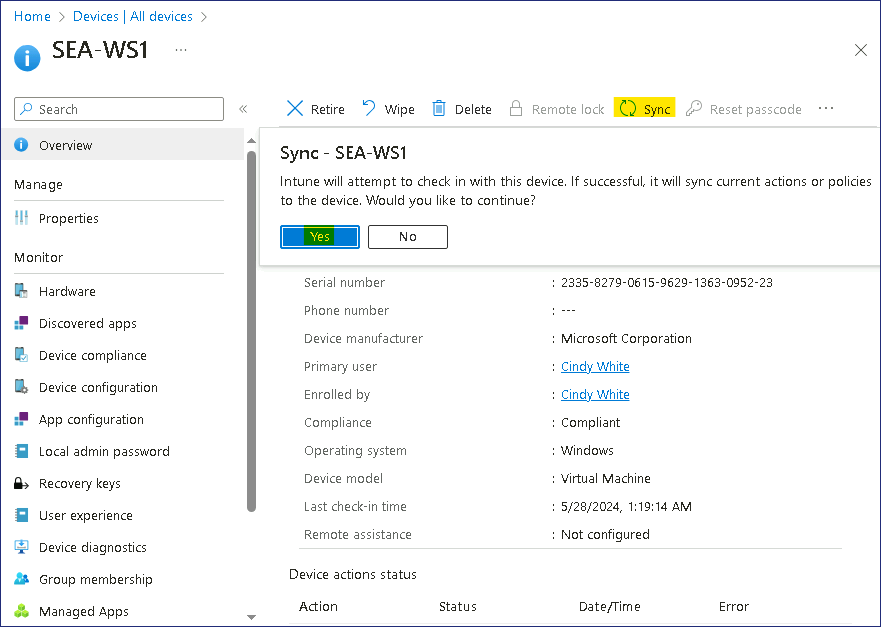 Home > Devices | All devices >
SEA-WS1 ...
Search «
Retire Wipe Delete Remote lock Sync Reset passcode ...
Overview
Sync - SEA-WS1
Intune will attempt to check in with this device. If successful, it will sync current actions or policies
to the device. Would you like to continue?
Yes No
Manage
Properties
Monitor
Hardware
Discovered apps
Device compliance
Device configuration
App configuration
Local admin password
Recovery keys
User experience
Device diagnostics
Group membership
Managed Apps
Serial number : 2335-8279-0615-9629-1363-0952-23
Phone number : ---
Device manufacturer : Microsoft Corporation
Primary user : Cindy White
Enrolled by : Cindy White
Compliance : Compliant
Operating system : Windows
Device model : Virtual Machine
Last check-in time : 5/28/2024, 1:19:14 AM
Remote assistance : Not configured
Device actions status
Action Status Date/Time Error